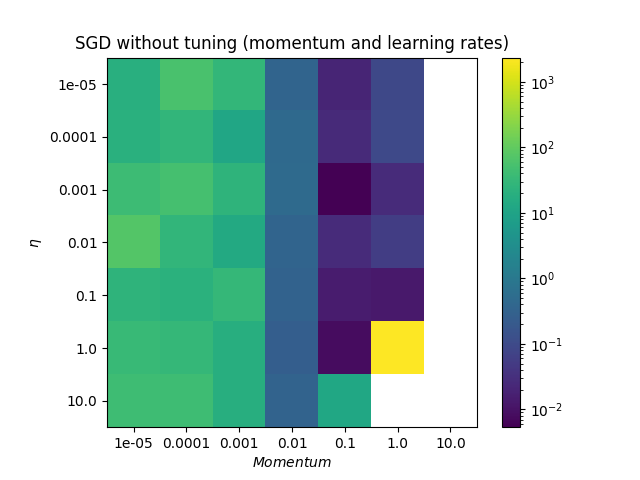 SGD without tuning (momentum and learning rates)
1e-05
0.0001
0.001
0.01
0.1
1.0
10.0
η
1e-05 0.0001 0.001 0.01 0.1 1.0 10.0
Momentum
10³
10²
10¹
10⁰
10⁻¹
10⁻²